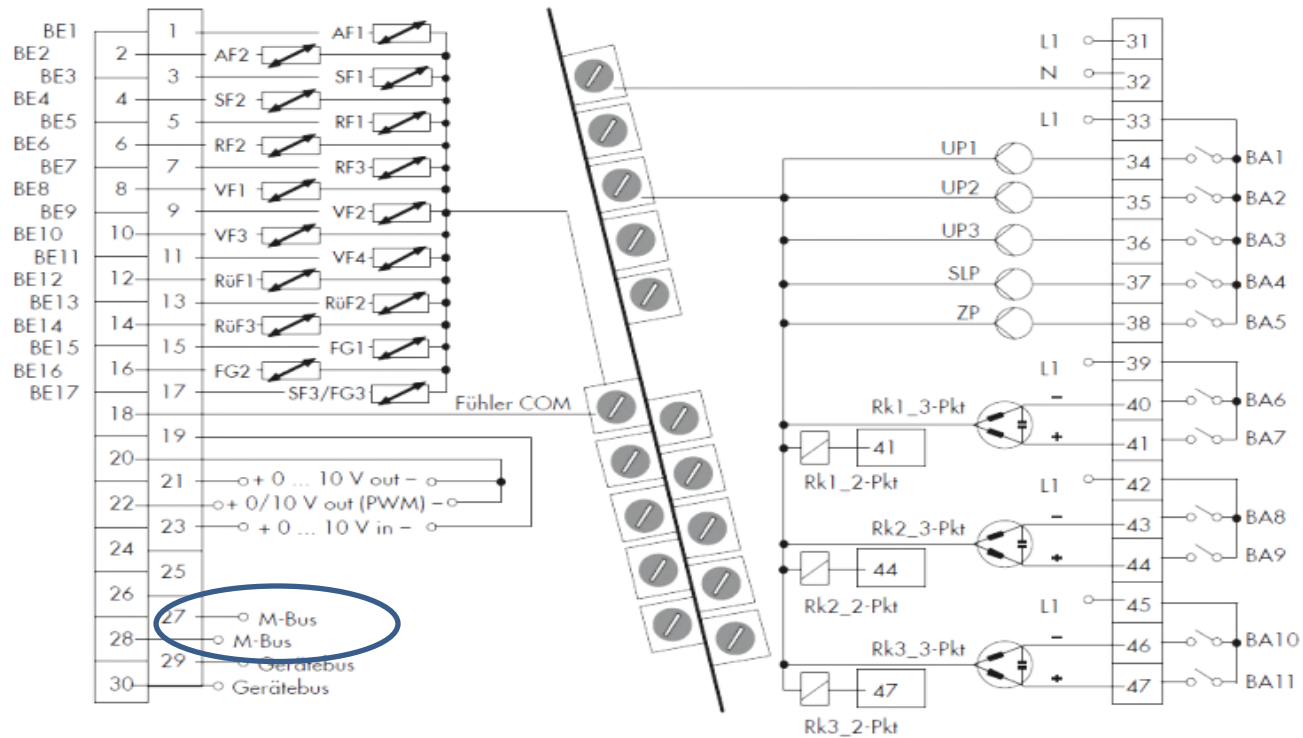 BE1 1 AF1
BE2 2 AF2
BE3 3 SF1
BE4 4 SF2
BE5 5 RF1
BE6 6 RF2
BE7 7 RF3
BE8 8 VF1
BE9 9 VF2
BE10 10 VF3
BE11 11 VF4
BE12 12 RüF1
BE13 13 RüF2
BE14 14 RüF3
BE15 15 FG1
BE16 16 FG2
BE17 17 SF3/FG3
18 Fühler COM
19
20
21 + 0 ... 10 V out –
22 + 0/10 V out (PWM) –
23 + 0 ... 10 V in –
24
25
26
27 M-Bus
28 M-Bus
29 Gerätebus
30 Gerätebus
L1 31
N 32
L1 33
UP1 34 BA1
UP2 35 BA2
UP3 36 BA3
SLP 37 BA4
ZP 38 BA5
L1 39
Rk1_3-Pkt – 40 BA6
41 + 41 BA7
Rk1_2-Pkt
L1 42
Rk2_3-Pkt – 43 BA8
44 + 44 BA9
Rk2_2-Pkt
L1 45
Rk3_3-Pkt – 46 BA10
47 + 47 BA11
Rk3_2-Pkt